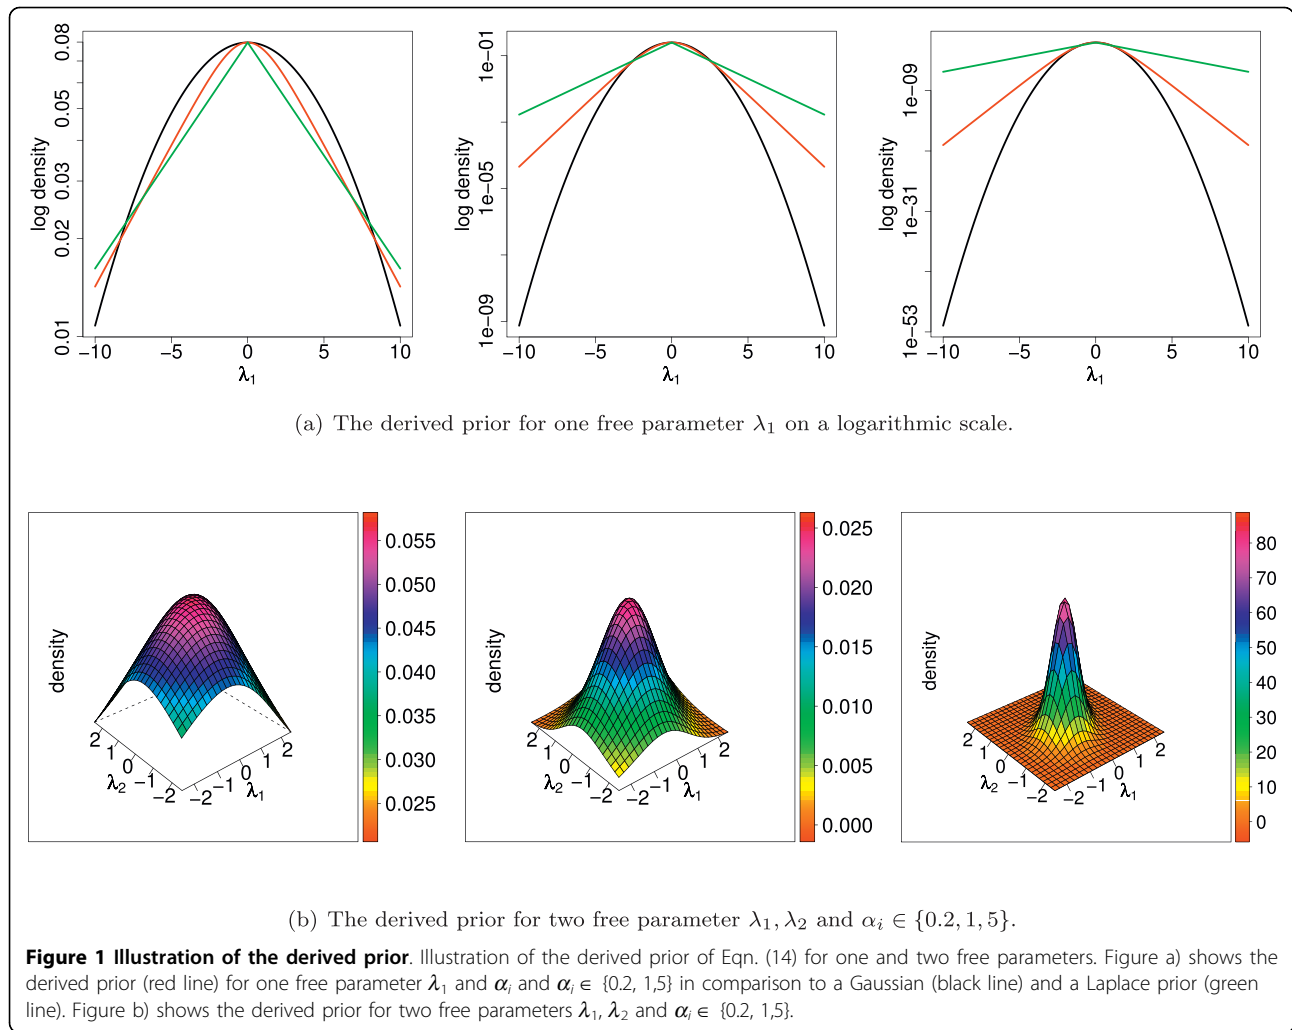 0.08
0.05
0.03
0.02
0.01
log density
−10 −5 0 5 10
λ1
1e−01
1e−05
1e−09
log density
−10 −5 0 5 10
λ1
1e−09
1e−31
1e−53
log density
−10 −5 0 5 10
λ1
(a) The derived prior for one free parameter λ1 on a logarithmic scale.
density
2 1 0 −1 −2
λ2
−2 −1 0 1 2
λ1
0.055
0.050
0.045
0.040
0.035
0.030
0.025
density
2 1 0 −1 −2
λ2
−2 −1 0 1 2
λ1
0.025
0.020
0.015
0.010
0.005
0.000
density
2 1 0 −1 −2
λ2
−2 −1 0 1 2
λ1
80
70
60
50
40
30
20
10
0
(b) The derived prior for two free parameter λ1, λ2 and αi ∈ {0.2, 1, 5}.
Figure 1 Illustration of the derived prior. Illustration of the derived prior of Eqn. (14) for one and two free parameters. Figure a) shows the
derived prior (red line) for one free parameter λ1 and αi and αi ∈ {0.2, 1,5} in comparison to a Gaussian (black line) and a Laplace prior (green
line). Figure b) shows the derived prior for two free parameters λ1, λ2 and αi ∈ {0.2, 1,5}.